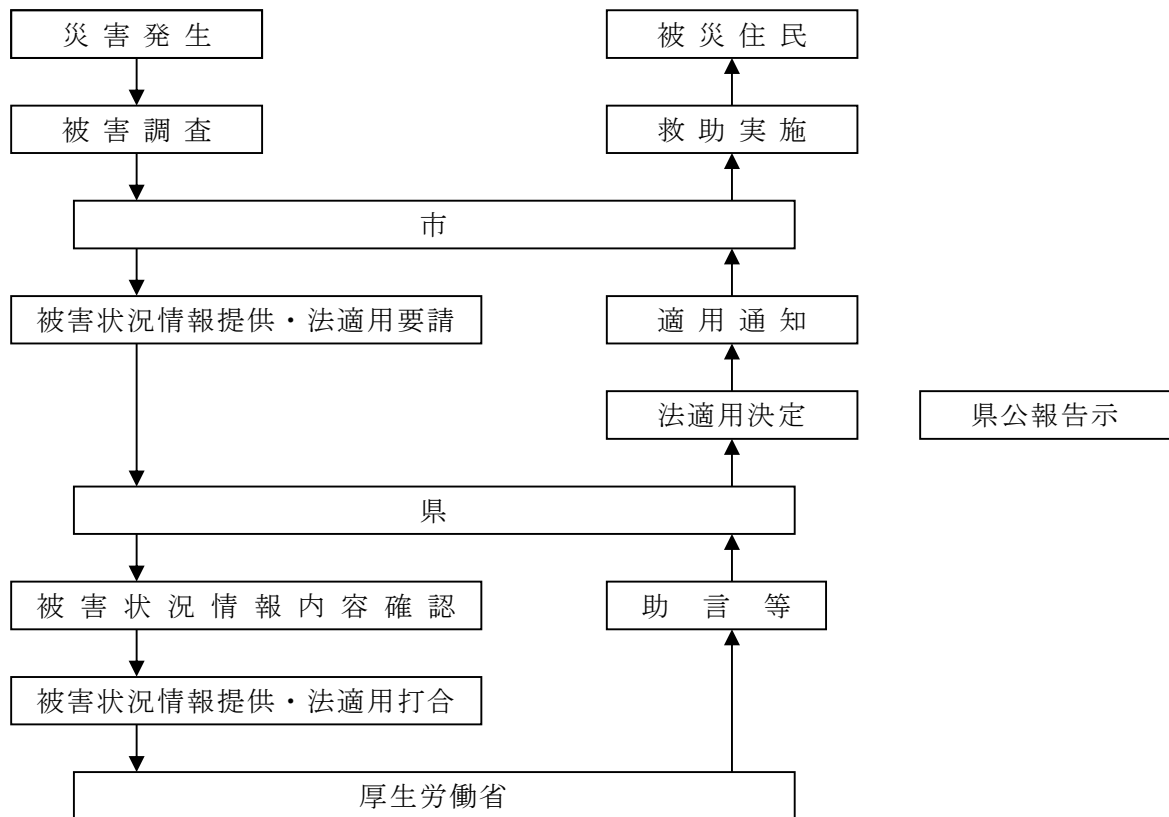 災害発生
被災住民
被害調査
救助実施
市
被害状況情報提供・法適用要請
適用通知
法適用決定
県公報告示
県
被害状況情報内容確認
助言等
被害状況情報提供・法適用打合
厚生労働省